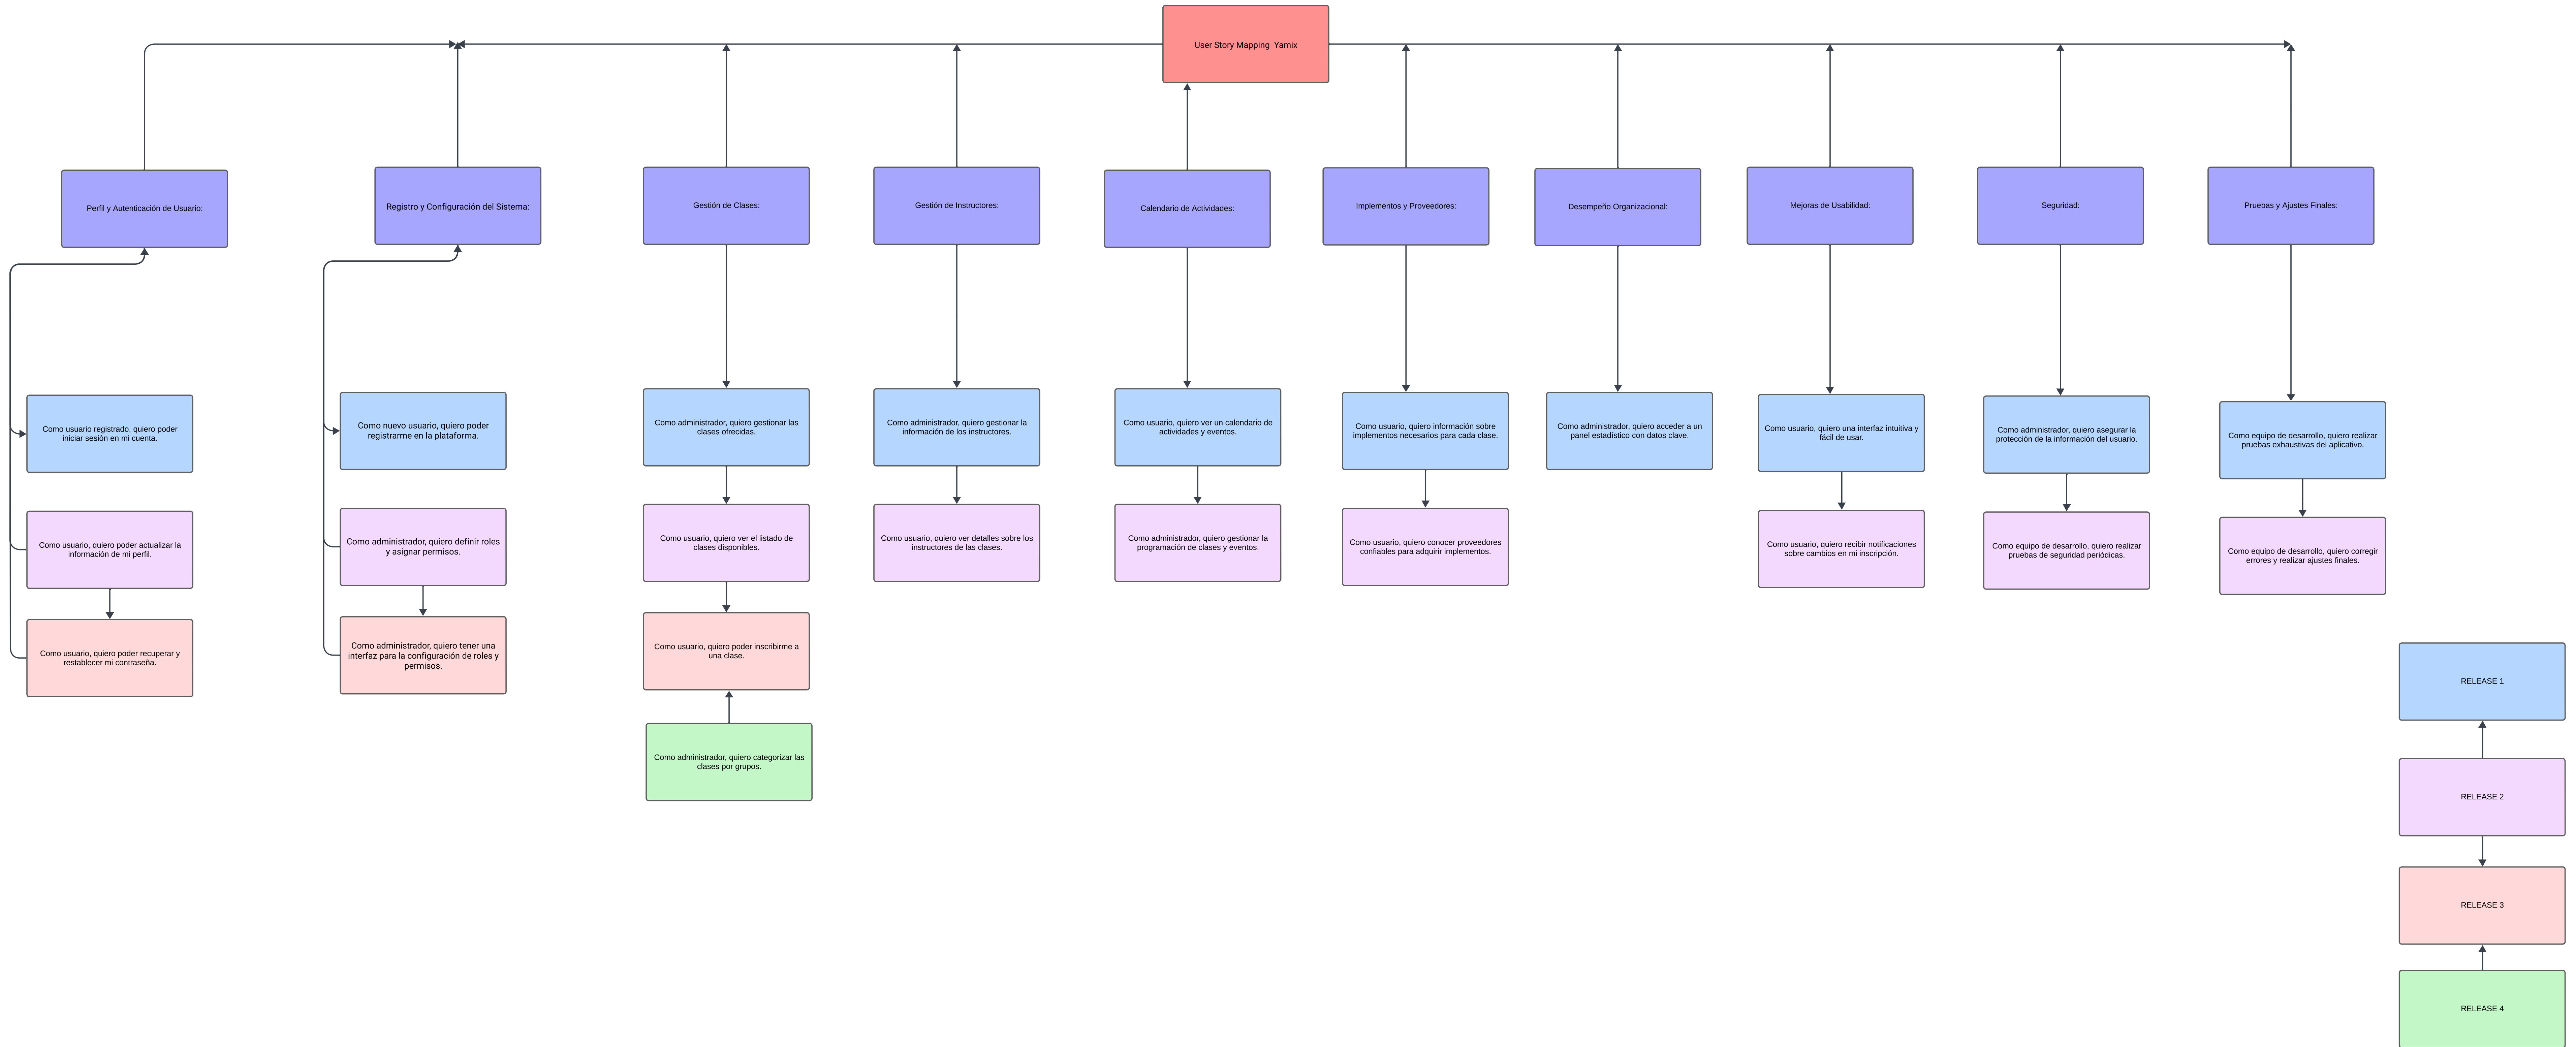 User Story Mapping  Yamix
Perfil y Autenticación de Usuario:
Registro y Configuración del Sistema:
Gestión de Clases:
Gestión de Instructores:
Calendario de Actividades:
Implementos y Proveedores:
Desempeño Organizacional:
Mejoras de Usabilidad:
Seguridad:
Pruebas y Ajustes Finales:
Como usuario registrado, quiero poder
iniciar sesión en mi cuenta.
Como nuevo usuario, quiero poder
registrarme en la plataforma.
Como administrador, quiero gestionar las
clases ofrecidas.
Como administrador, quiero gestionar la
información de los instructores.
Como usuario, quiero ver un calendario de
actividades y eventos.
Como usuario, quiero información sobre
implementos necesarios para cada clase.
Como administrador, quiero acceder a un
panel estadístico con datos clave.
Como usuario, quiero una interfaz intuitiva y
fácil de usar.
Como administrador, quiero asegurar la
protección de la información del usuario.
Como equipo de desarrollo, quiero realizar
pruebas exhaustivas del aplicativo.
Como usuario, quiero poder actualizar la
información de mi perfil.
Como administrador, quiero definir roles
y asignar permisos.
Como usuario, quiero ver el listado de
clases disponibles.
Como usuario, quiero ver detalles sobre los
instructores de las clases.
Como administrador, quiero gestionar la
programación de clases y eventos.
Como usuario, quiero conocer proveedores
confiables para adquirir implementos.
Como usuario, quiero recibir notificaciones
sobre cambios en mi inscripción.
Como equipo de desarrollo, quiero realizar
pruebas de seguridad periódicas.
Como equipo de desarrollo, quiero corregir
errores y realizar ajustes finales.
Como usuario, quiero poder recuperar y
restablecer mi contraseña.
Como administrador, quiero tener una
interfaz para la configuración de roles y
permisos.
Como usuario, quiero poder inscribirme a
una clase.
Como administrador, quiero categorizar las
clases por grupos.
RELEASE 1
RELEASE 2
RELEASE 3
RELEASE 4